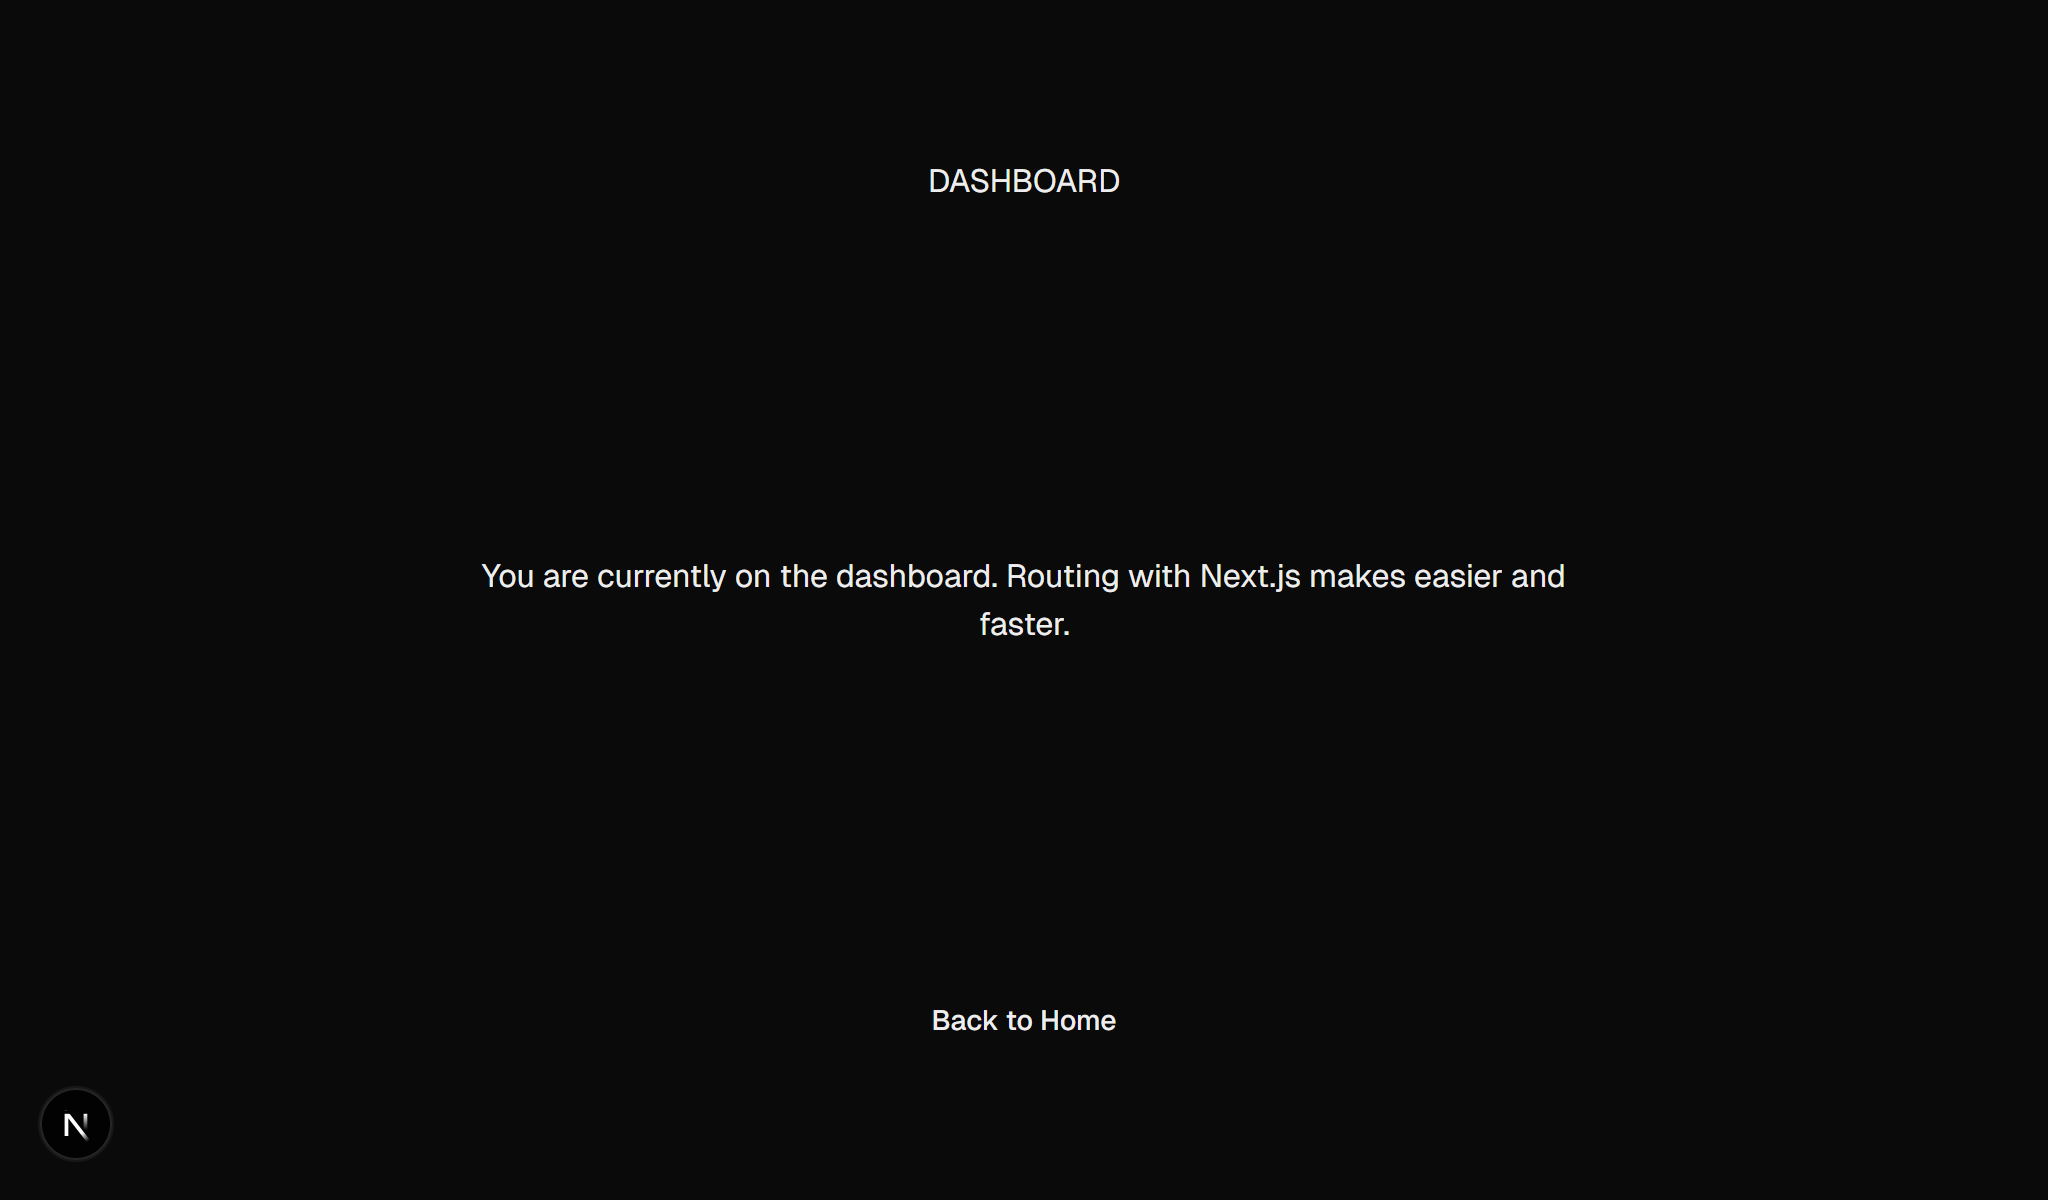 DASHBOARD
You are currently on the dashboard. Routing with Next.js makes easier and
faster.
Back to Home
N